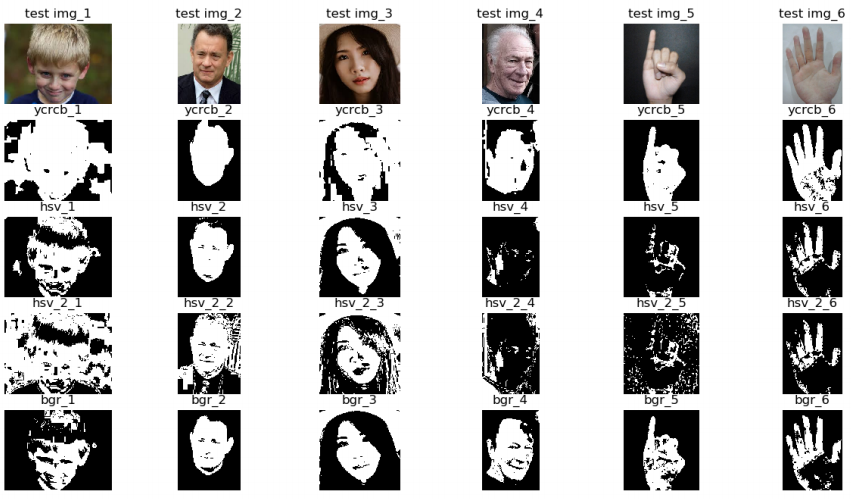 test img_1 test img_2 test img_3 test img_4 test img_5 test img_6
ycrcb_1 ycrcb_2 ycrcb_3 ycrcb_4 ycrcb_5 ycrcb_6
hsv_1 hsv_2 hsv_3 hsv_4 hsv_5 hsv_6
hsv_2_1 hsv_2_2 hsv_2_3 hsv_2_4 hsv_2_5 hsv_2_6
bgr_1 bgr_2 bgr_3 bgr_4 bgr_5 bgr_6